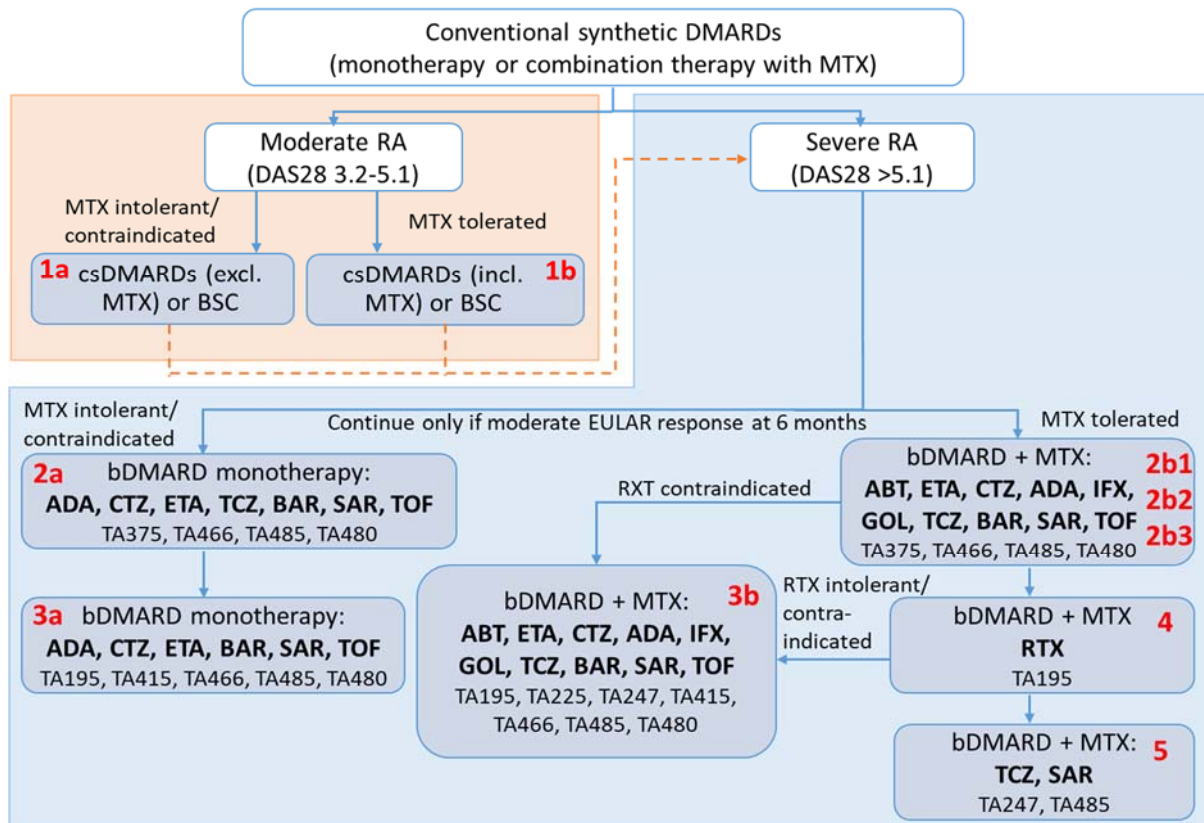 Conventional synthetic DMARDs
(monotherapy or combination therapy with MTX)
Moderate RA
(DAS28 3.2-5.1)
Severe RA
(DAS28 >5.1)
MTX intolerant/
contraindicated
MTX tolerated
1a
csDMARDs (excl.
MTX) or BSC
1b
csDMARDs (incl.
MTX) or BSC
MTX intolerant/
contraindicated
Continue only if moderate EULAR response at 6 months
MTX tolerated
2a
bDMARD monotherapy:
ADA, CTZ, ETA, TCZ, BAR, SAR, TOF
TA375, TA466, TA485, TA480
RXT contraindicated
bDMARD + MTX:
2b1
ABT, ETA, CTZ, ADA, IFX,
2b2
GOL, TCZ, BAR, SAR, TOF
2b3
TA375, TA466, TA485, TA480
3a
bDMARD monotherapy:
ADA, CTZ, ETA, BAR, SAR, TOF
TA195, TA415, TA466, TA485, TA480
bDMARD + MTX:
3b
ABT, ETA, CTZ, ADA, IFX,
GOL, TCZ, BAR, SAR, TOF
TA195, TA225, TA247, TA415,
TA466, TA485, TA480
RTX intolerant/
contra-
indicated
bDMARD + MTX
4
RTX
TA195
bDMARD + MTX:
5
TCZ, SAR
TA247, TA485